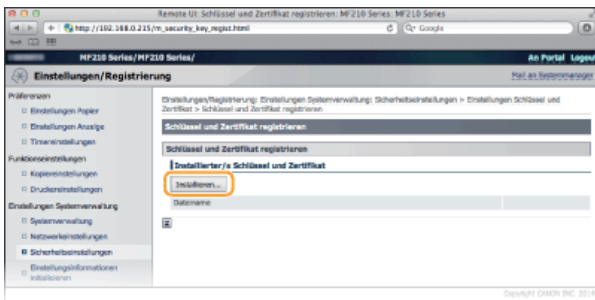 Remote UI: Schlüssel und Zertifikat registrieren: MF210 Series: MF210 Series
http://192.168.0.215/m_security_key_regist.html
Google
MF210 Series/MF210 Series/
An Portal Logout
Einstellungen/Registrierung
Mail an Systemmanager
Präferenzen
Einstellungen Papier
Einstellungen Anzeige
Timereinstellungen
Funktionseinstellungen
Kopiereinstellungen
Druckereinstellungen
Einstellungen Systemverwaltung
Systemverwaltung
Netzwerkeinstellungen
Sicherheitseinstellungen
Einstellungsinformationen
initialisieren
Einstellungen/Registrierung: Einstellungen Systemverwaltung: Sicherheitseinstellungen > Einstellungen Schlüssel und
Zertifikat > Schlüssel und Zertifikat registrieren
Schlüssel und Zertifikat registrieren
Schlüssel und Zertifikat registrieren
Installierter/s Schlüssel und Zertifikat
Installieren...
Dateiname
Copyright CANON INC. 2014